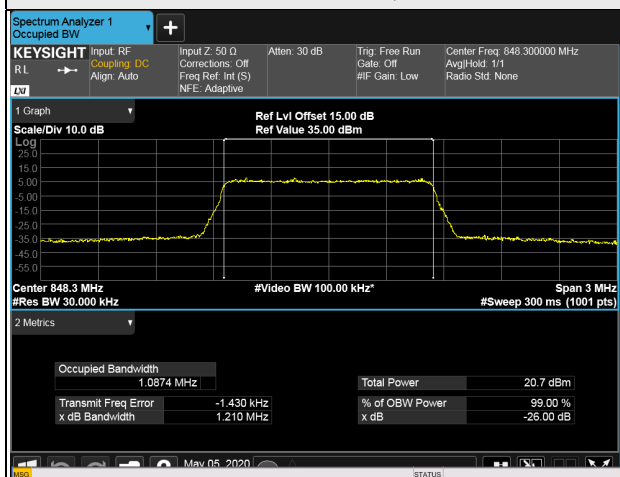 Spectrum Analyzer 1
Occupied BW
KEYSIGHT
RL
LXI
Input: RF
Coupling: DC
Align: Auto
Input Z: 50 Ω
Corrections: Off
Freq Ref: Int (S)
NFE: Adaptive
Atten: 30 dB
Trig: Free Run
Gate: Off
#IF Gain: Low
Center Freq: 848.300000 MHz
Avg|Hold: 1/1
Radio Std: None
1 Graph
Scale/Div 10.0 dB
Ref Lvl Offset 15.00 dB
Ref Value 35.00 dBm
Log
25.0
15.0
5.00
-5.00
-15.0
-25.0
-35.0
-45.0
-55.0
Center 848.3 MHz
#Video BW 100.00 kHz*
Span 3 MHz
#Res BW 30.000 kHz
#Sweep 300 ms (1001 pts)
2 Metrics
Occupied Bandwidth
1.0874 MHz
Total Power 20.7 dBm
Transmit Freq Error -1.430 kHz
% of OBW Power 99.00 %
x dB Bandwidth 1.210 MHz
x dB -26.00 dB
May 05, 2020
MSG
STATUS